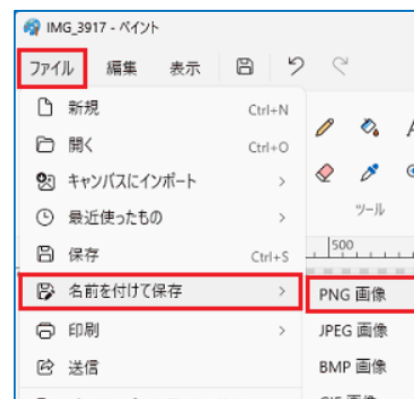 IMG_3917 - ペイント
ファイル 編集 表示
新規 Ctrl+N
開く Ctrl+O
キャンバスにインポート
最近使ったもの
ツール
保存 Ctrl+S
500
名前を付けて保存
PNG 画像
印刷
JPEG 画像
送信
BMP 画像